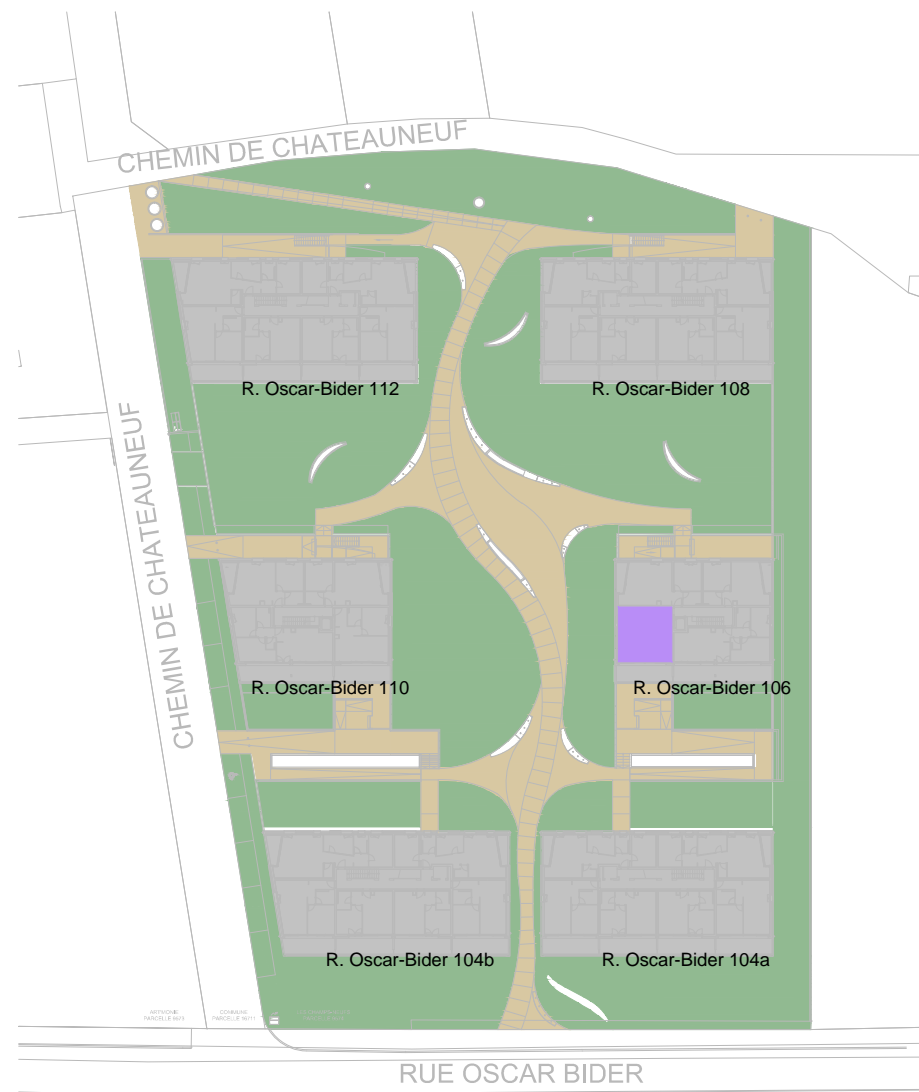 CHEMIN DE CHATEAUNEUF
R. Oscar-Bider 112
R. Oscar-Bider 108
CHEMIN DE CHATEAUNEUF
R. Oscar-Bider 110
R. Oscar-Bider 106
R. Oscar-Bider 104b
R. Oscar-Bider 104a
COMMUNE
RUE OSCAR BIDER